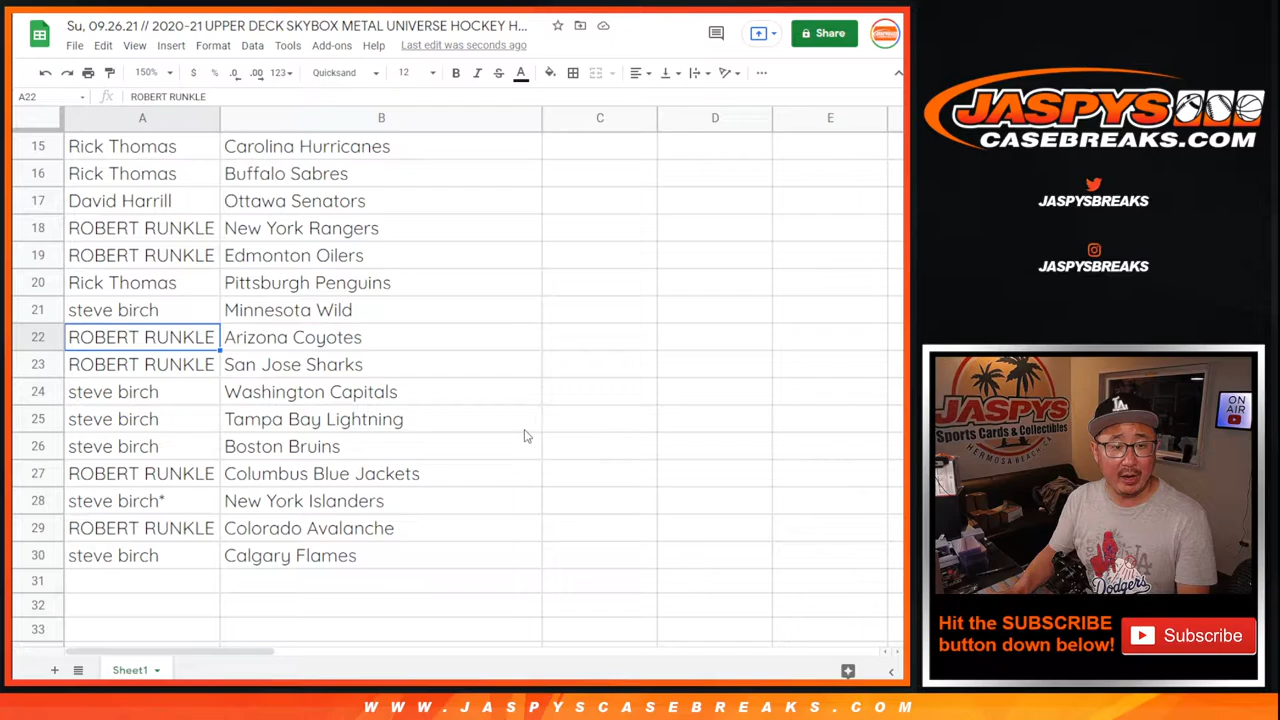 Su, 09.26.21 // 2020-21 UPPER DECK SKYBOX METAL UNIVERSE HOCKEY H...
File Edit View Insert Format Data Tools Add-ons Help Last edit was seconds ago
Share
150% $ % .0 .00 123 Quicksand 12 B I S A
A22 fx ROBERT RUNKLE
A B C D E
15 Rick Thomas Carolina Hurricanes
16 Rick Thomas Buffalo Sabres
17 David Harrill Ottawa Senators
18 ROBERT RUNKLE New York Rangers
19 ROBERT RUNKLE Edmonton Oilers
20 Rick Thomas Pittsburgh Penguins
21 steve birch Minnesota Wild
22 ROBERT RUNKLE Arizona Coyotes
23 ROBERT RUNKLE San Jose Sharks
24 steve birch Washington Capitals
25 steve birch Tampa Bay Lightning
26 steve birch Boston Bruins
27 ROBERT RUNKLE Columbus Blue Jackets
28 steve birch* New York Islanders
29 ROBERT RUNKLE Colorado Avalanche
30 steve birch Calgary Flames
31
32
33
Sheet1
JASPYS
CASEBREAKS.COM
JASPYSBREAKS
JASPYSBREAKS
JASPYS
Sports Cards & Collectibles
HERMOSA BEACH, CA
ON
AIR
LA
Dodgers
Hit the SUBSCRIBE
button down below!
Subscribe
WWW.JASPYSCASEBREAKS.COM